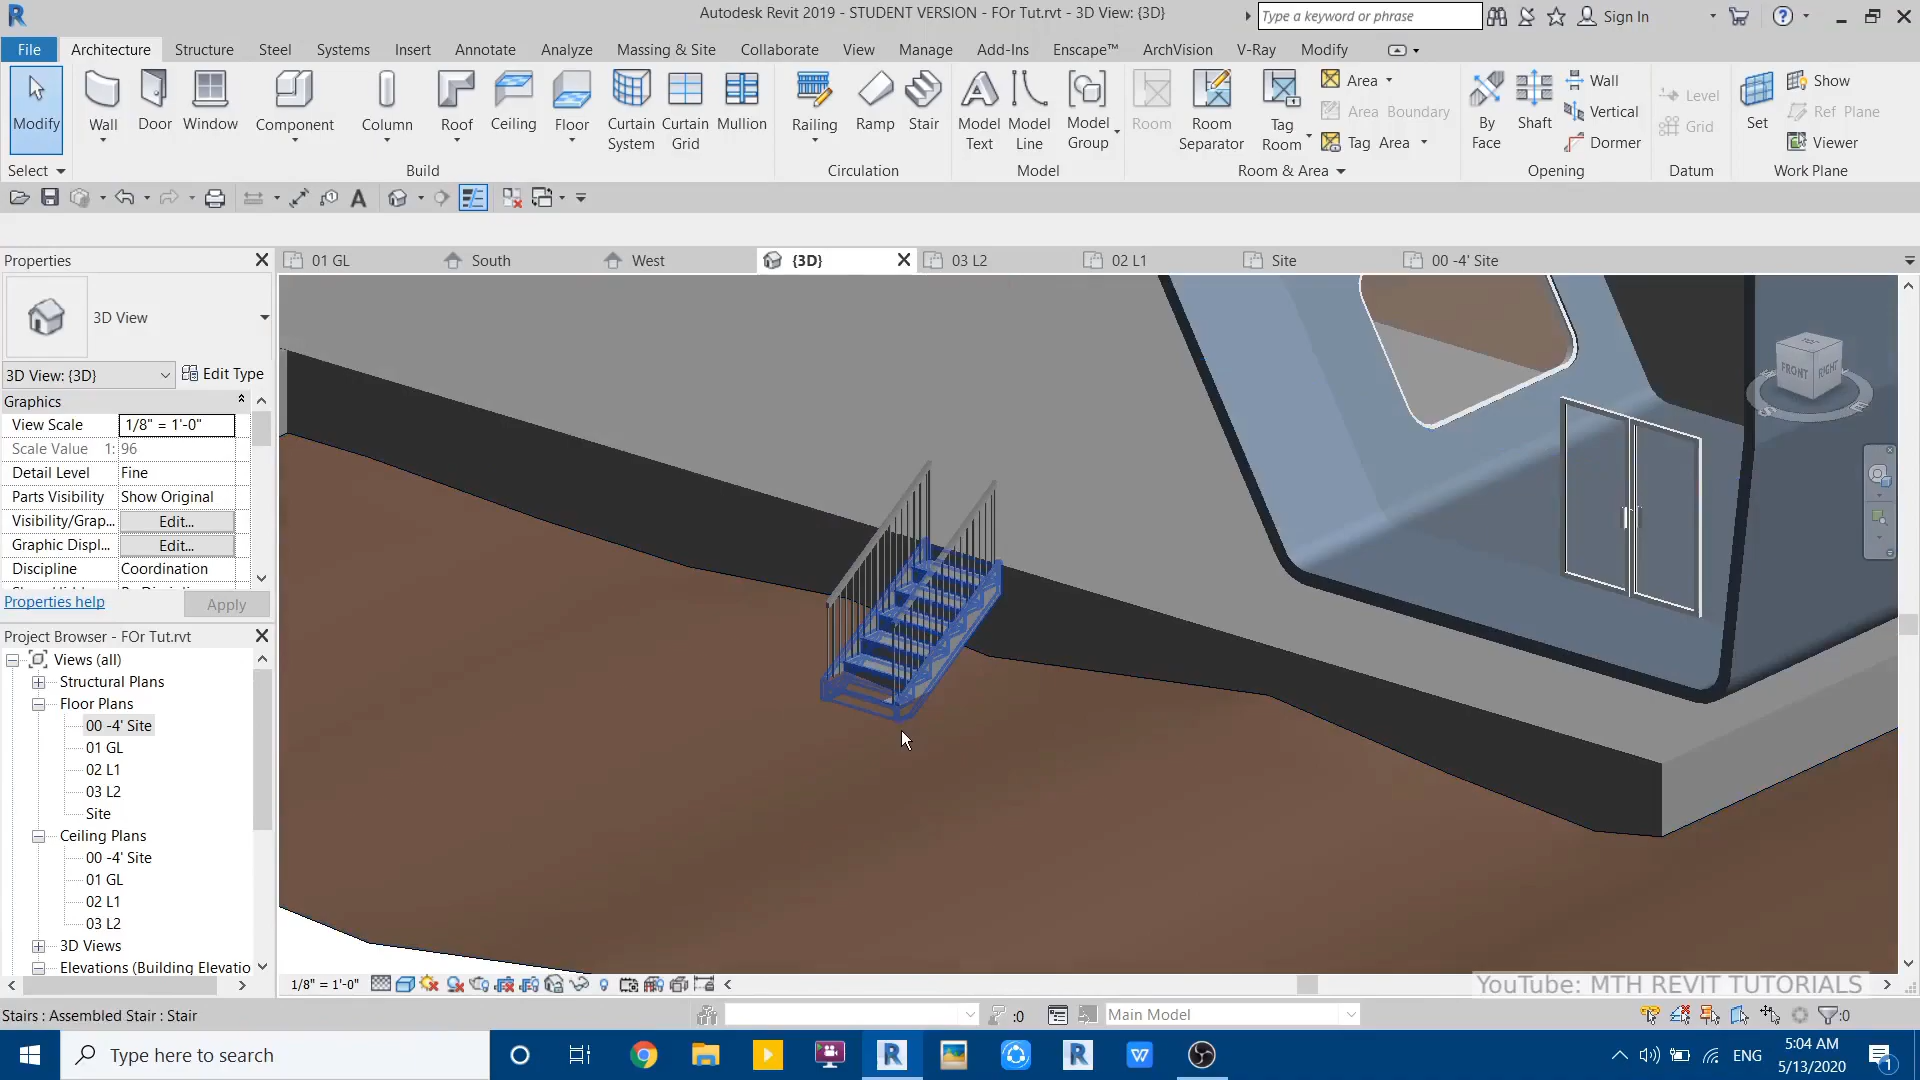 Autodesk Revit 2019 - STUDENT VERSION - FOr Tut.rvt - 3D View: {3D}
Type a keyword or phrase
Sign In
File Architecture Structure Steel Systems Insert Annotate Analyze Massing & Site Collaborate View Manage Add-Ins Enscape™ ArchVision V-Ray Modify
Modify Wall Door Window Component Column Roof Ceiling Floor Curtain System Curtain Grid Mullion Railing Ramp Stair Model Text Model Line Model Group Room Room Separator Tag Room Area Area Boundary Tag Area By Face Shaft Wall Vertical Dormer Level Grid Set Show Ref Plane Viewer
Select Build Circulation Model Room & Area Opening Datum Work Plane
Properties
01 GL South West {3D} 03 L2 02 L1 Site 00 -4' Site
3D View
3D View: {3D} Edit Type
Graphics
View Scale 1/8" = 1'-0"
Scale Value 1: 96
Detail Level Fine
Parts Visibility Show Original
Visibility/Grap... Edit...
Graphic Displ... Edit...
Discipline Coordination
Properties help Apply
TOP
FRONT RIGHT
Project Browser - FOr Tut.rvt
Views (all)
Structural Plans
Floor Plans
00 -4' Site
01 GL
02 L1
03 L2
Site
Ceiling Plans
00 -4' Site
01 GL
02 L1
03 L2
3D Views
Elevations (Building Elevatio
1/8" = 1'-0"
YouTube: MTH REVIT TUTORIALS
Stairs : Assembled Stair : Stair
:0
Main Model
:0
Type here to search
ENG
5:04 AM
5/13/2020
1